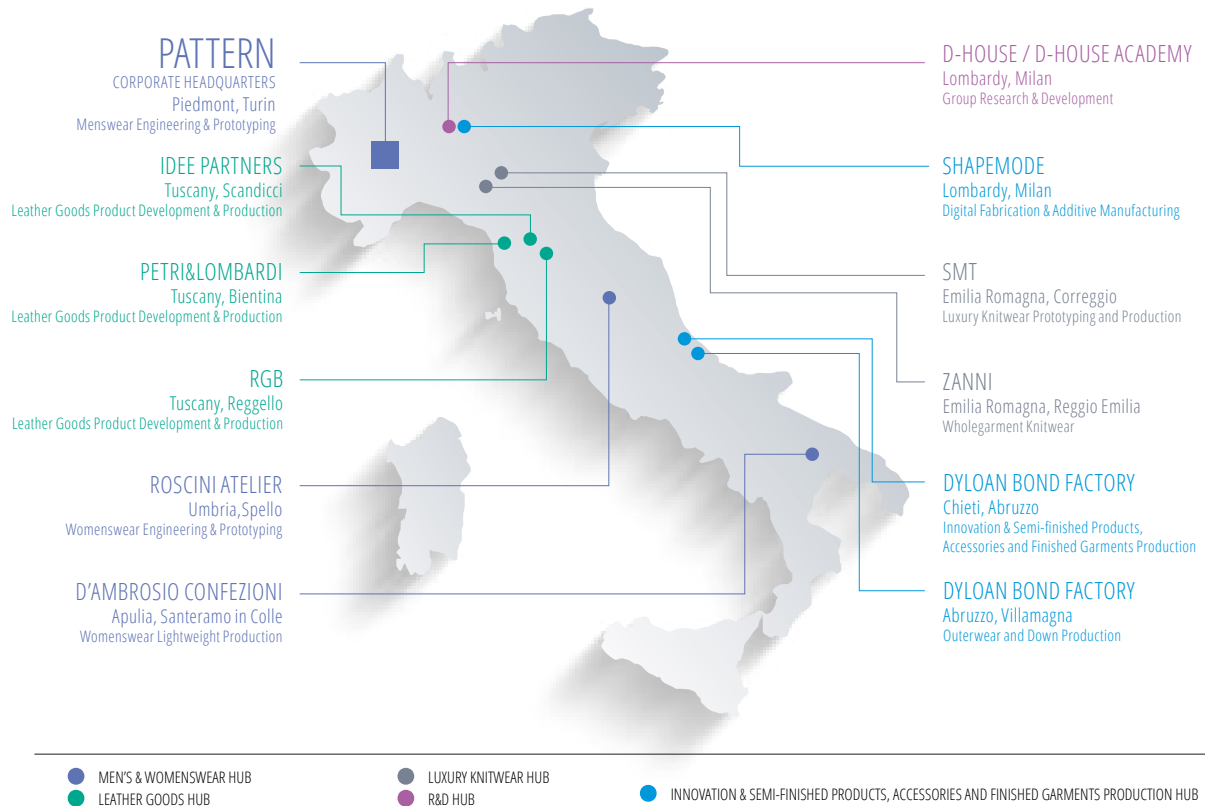 PATTERN
CORPORATE HEADQUARTERS
Piedmont, Turin
Menswear Engineering & Prototyping
IDEE PARTNERS
Tuscany, Scandicci
Leather Goods Product Development & Production
PETRI&LOMBARDI
Tuscany, Bientina
Leather Goods Product Development & Production
RGB
Tuscany, Reggello
Leather Goods Product Development & Production
ROSCINI ATELIER
Umbria,Spello
Womenswear Engineering & Prototyping
D'AMBROSIO CONFEZIONI
Apulia, Santeramo in Colle
Womenswear Lightweight Production
D-HOUSE / D-HOUSE ACADEMY
Lombardy, Milan
Group Research & Development
SHAPEMODE
Lombardy, Milan
Digital Fabrication & Additive Manufacturing
SMT
Emilia Romagna, Correggio
Luxury Knitwear Prototyping and Production
ZANNI
Emilia Romagna, Reggio Emilia
Wholegarment Knitwear
DYLOAN BOND FACTORY
Chieti, Abruzzo
Innovation & Semi-finished Products,
Accessories and Finished Garments Production
DYLOAN BOND FACTORY
Abruzzo, Villamagna
Outerwear and Down Production
MEN'S & WOMENSWEAR HUB
LEATHER GOODS HUB
LUXURY KNITWEAR HUB
R&D HUB
INNOVATION & SEMI-FINISHED PRODUCTS, ACCESSORIES AND FINISHED GARMENTS PRODUCTION HUB